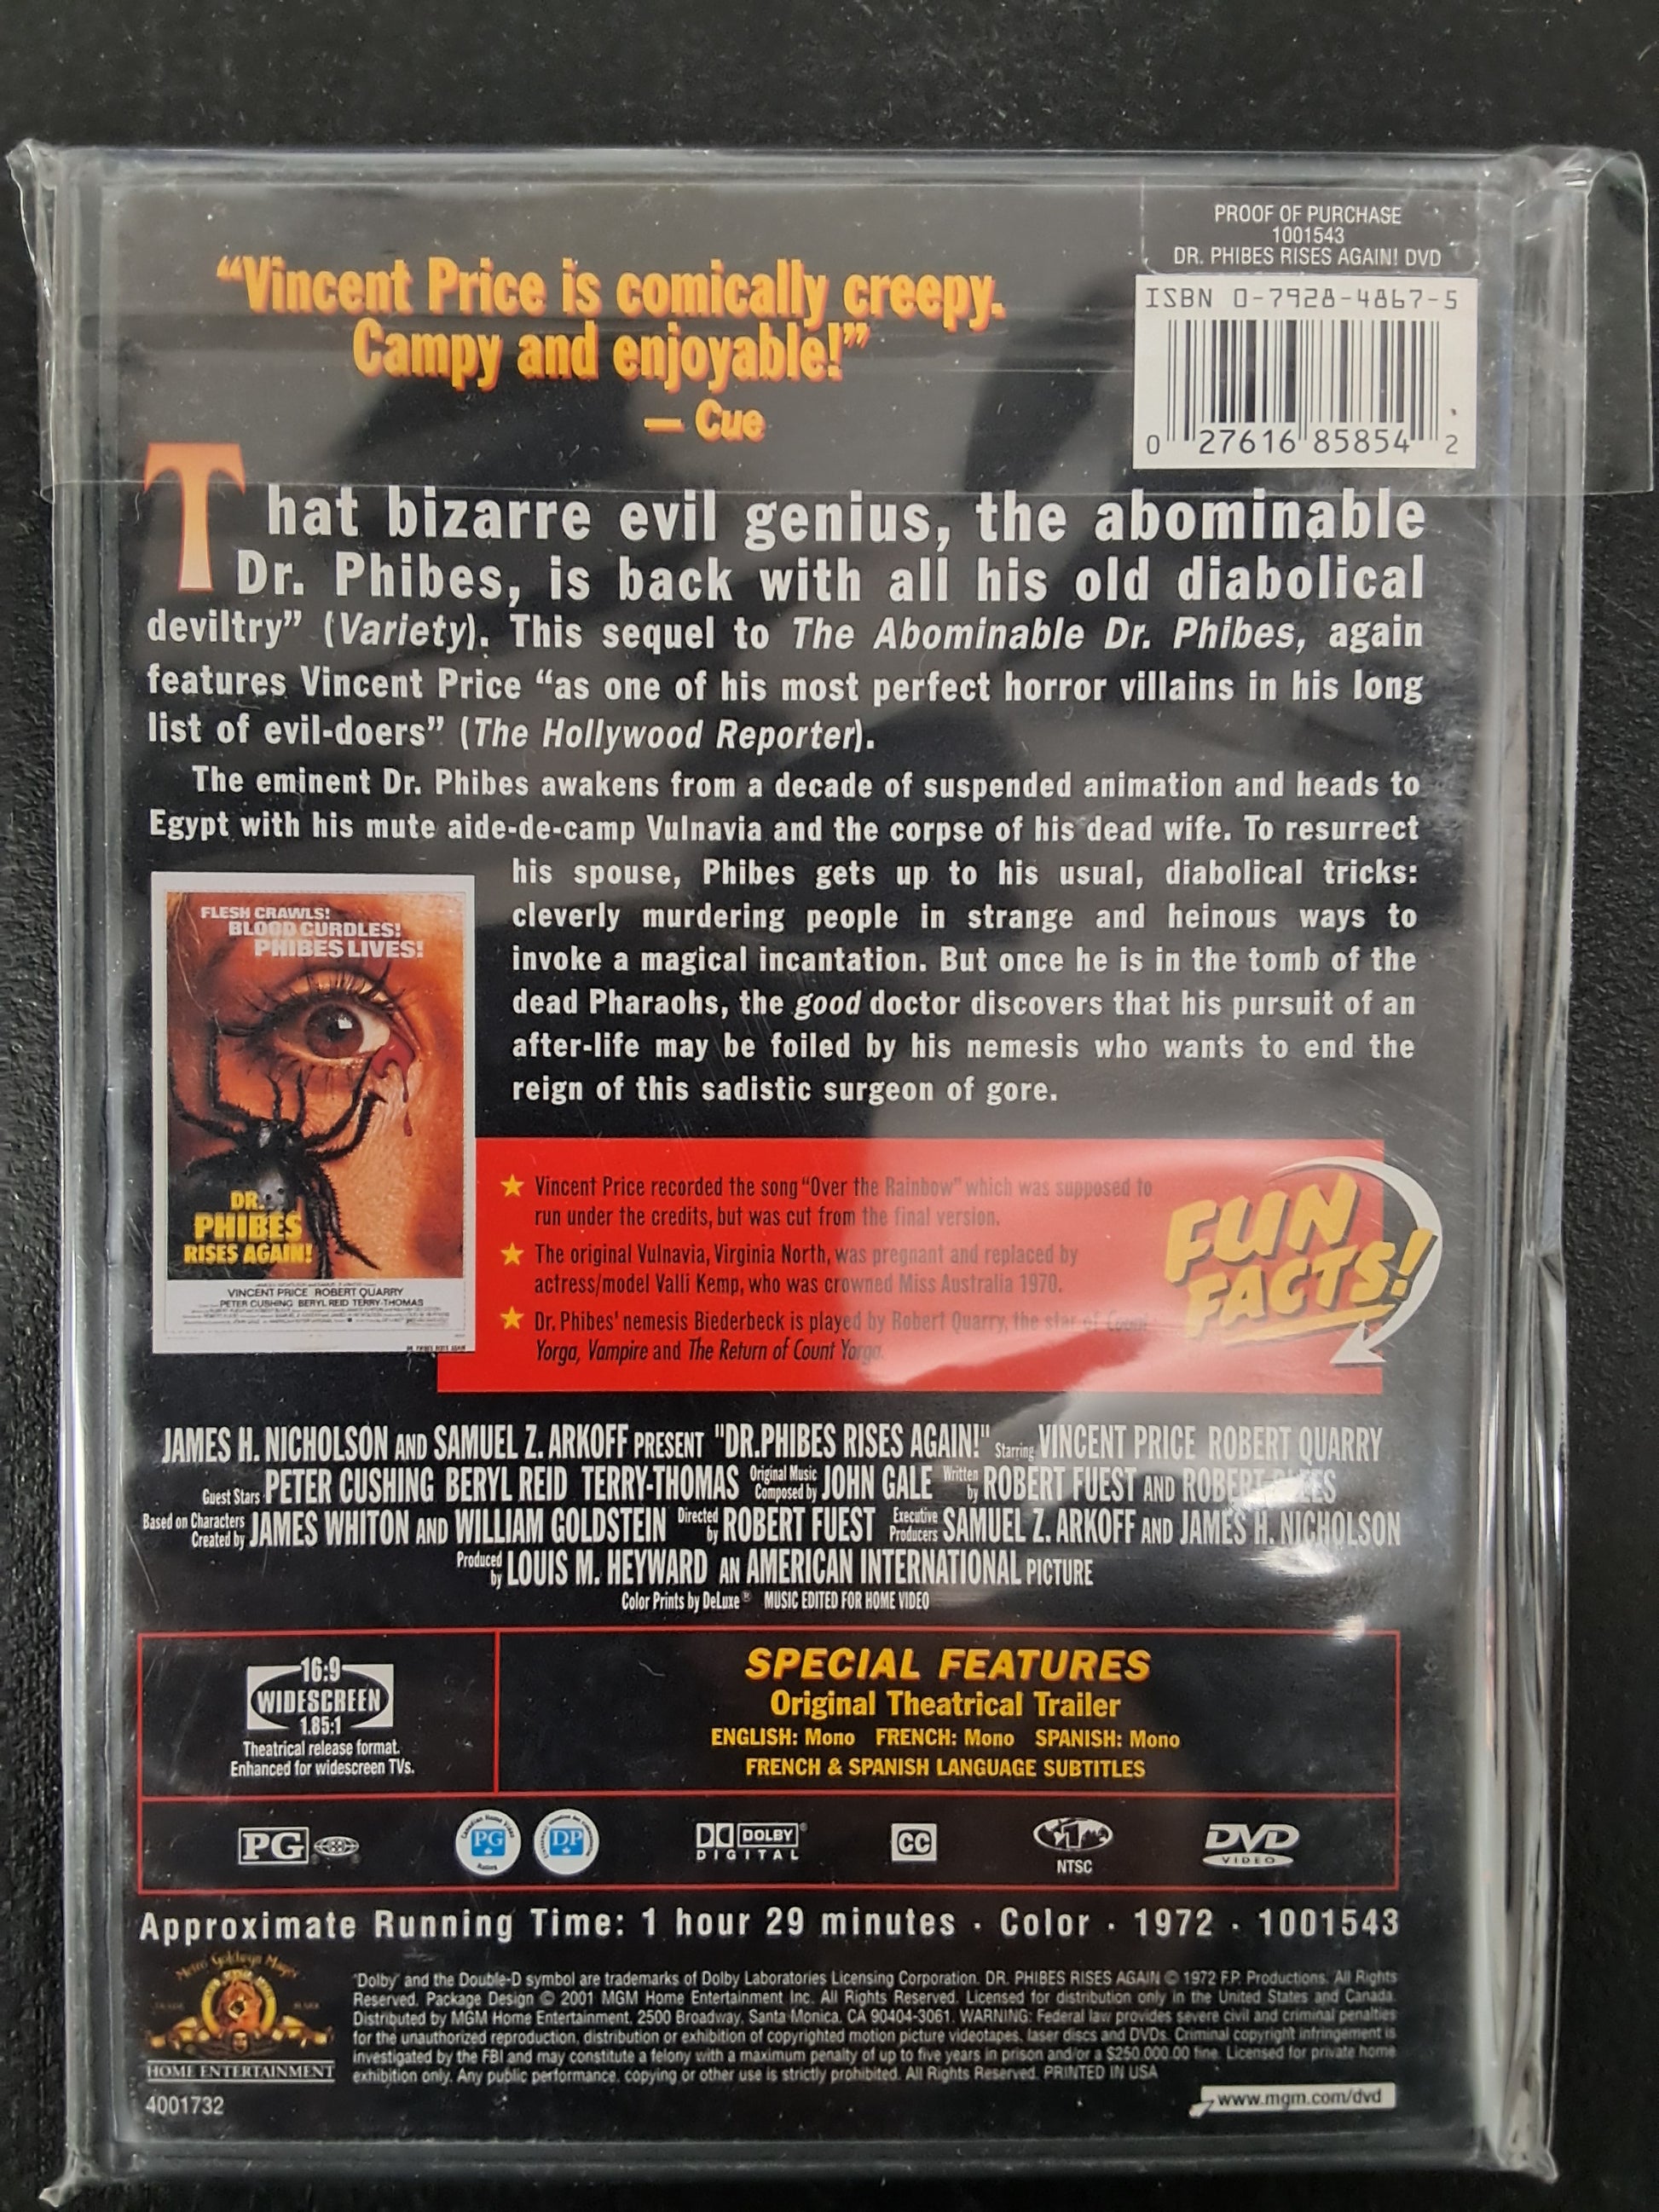 PROOF OF PURCHASE
1001543
DR. PHIBES RISES AGAIN! DVD
ISBN 0-7928-4867-5
0 27616 85854 2
“Vincent Price is comically creepy.
Campy and enjoyable!”
— Cue
That bizarre evil genius, the abominable
Dr. Phibes, is back with all his old diabolical
deviltry” (Variety). This sequel to The Abominable Dr. Phibes, again
features Vincent Price “as one of his most perfect horror villains in his long
list of evil-doers” (The Hollywood Reporter).
The eminent Dr. Phibes awakens from a decade of suspended animation and heads to
Egypt with his mute aide-de-camp Vulnavia and the corpse of his dead wife. To resurrect
his spouse, Phibes gets up to his usual, diabolical tricks:
cleverly murdering people in strange and heinous ways to
invoke a magical incantation. But once he is in the tomb of the
dead Pharaohs, the good doctor discovers that his pursuit of an
after-life may be foiled by his nemesis who wants to end the
reign of this sadistic surgeon of gore.
FLESH CRAWLS!
BLOOD CURDLES!
PHIBES LIVES!
DR.
PHIBES
RISES AGAIN!
VINCENT PRICE ROBERT QUARRY
PETER CUSHING BERYL REID TERRY-THOMAS
★ Vincent Price recorded the song “Over the Rainbow” which was supposed to
run under the credits, but was cut from the final version.
★ The original Vulnavia, Virginia North, was pregnant and replaced by
actress/model Valli Kemp, who was crowned Miss Australia 1970.
★ Dr. Phibes’ nemesis Biederbeck is played by Robert Quarry, the star of Count
Yorga, Vampire and The Return of Count Yorga.
FUN
FACTS!
JAMES H. NICHOLSON AND SAMUEL Z. ARKOFF PRESENT "DR.PHIBES RISES AGAIN!" Starring VINCENT PRICE ROBERT QUARRY
Guest Stars PETER CUSHING BERYL REID TERRY-THOMAS Original Music Composed by JOHN GALE Written by ROBERT FUEST AND ROBERT
Based on Characters Created by JAMES WHITON AND WILLIAM GOLDSTEIN Directed by ROBERT FUEST Executive Producers SAMUEL Z. ARKOFF AND JAMES H. NICHOLSON
Produced by LOUIS M. HEYWARD AN AMERICAN INTERNATIONAL PICTURE
Color Prints by DeLuxe® MUSIC EDITED FOR HOME VIDEO
16:9
WIDESCREEN
1.85:1
Theatrical release format.
Enhanced for widescreen TVs.
SPECIAL FEATURES
Original Theatrical Trailer
ENGLISH: Mono FRENCH: Mono SPANISH: Mono
FRENCH & SPANISH LANGUAGE SUBTITLES
PG
PG
DP
DOLBY
DIGITAL
CC
1
NTSC
DVD
VIDEO
Approximate Running Time: 1 hour 29 minutes · Color · 1972 · 1001543
Metro Goldwyn Mayer
TRADE MARK
HOME ENTERTAINMENT
4001732
'Dolby' and the Double-D symbol are trademarks of Dolby Laboratories Licensing Corporation. DR. PHIBES RISES AGAIN © 1972 F.P. Productions. All Rights
Reserved. Package Design © 2001 MGM Home Entertainment Inc. All Rights Reserved. Licensed for distribution only in the United States and Canada.
Distributed by MGM Home Entertainment, 2500 Broadway, Santa Monica, CA 90404-3061. WARNING: Federal law provides severe civil and criminal penalties
for the unauthorized reproduction, distribution or exhibition of copyrighted motion picture videotapes, laser discs and DVDs. Criminal copyright infringement is
investigated by the FBI and may constitute a felony with a maximum penalty of up to five years in prison and/or a $250,000.00 fine. Licensed for private home
exhibition only. Any public performance, copying or other use is strictly prohibited. All Rights Reserved. PRINTED IN USA
www.mgm.com/dvd